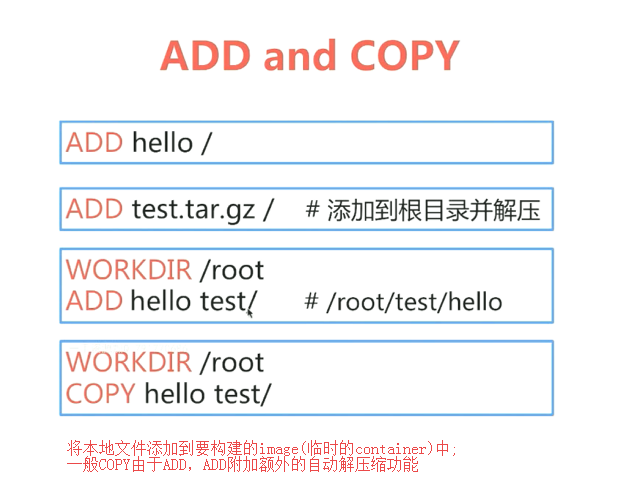 ADD and COPY
ADD hello /
ADD test.tar.gz / # 添加到根目录并解压
WORKDIR /root
ADD hello test/ # /root/test/hello
WORKDIR /root
COPY hello test/
将本地文件添加到要构建的image(临时的container)中;
一般COPY由于ADD，ADD附加额外的自动解压缩功能